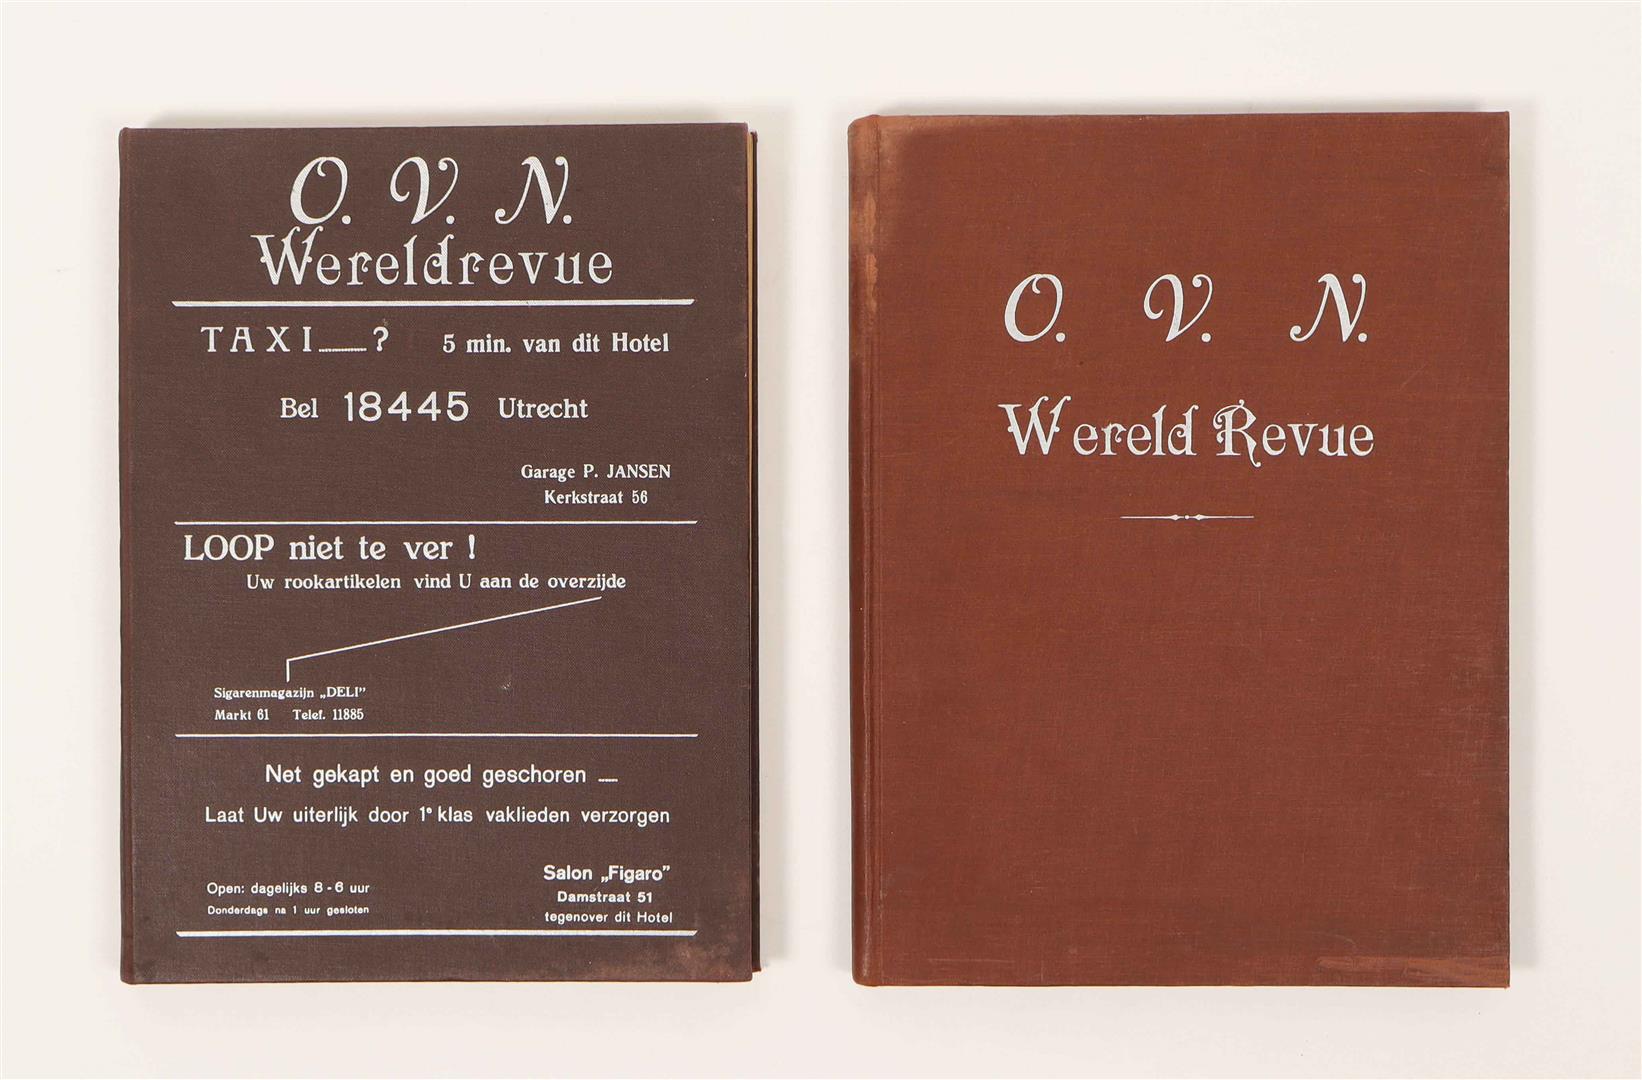 O. V. N.
Wereldrevue
TAXI__? 5 min. van dit Hotel
Bel 18445 Utrecht
Garage P. JANSEN
Kerkstraat 56
LOOP niet te ver !
Uw rookartikelen vind U aan de overzijde
Sigarenmagazijn „DELI”
Markt 61 Telef. 11885
Net gekapt en goed geschoren —
Laat Uw uiterlijk door 1e klas vaklieden verzorgen
Open: dagelijks 8 - 6 uur
Donderdags na 1 uur gesloten
Salon „Figaro”
Damstraat 51
tegenover dit Hotel
O. V. N.
Wereld Revue